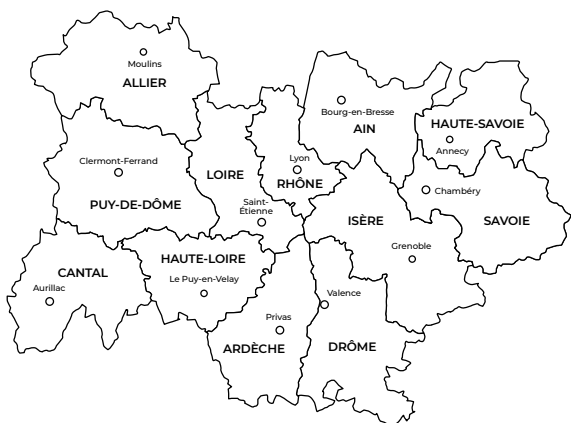 Moulins
ALLIER
Bourg-en-Bresse
AIN
HAUTE-SAVOIE
Annecy
Clermont-Ferrand
PUY-DE-DÔME
LOIRE
Saint-
Étienne
Lyon
RHÔNE
Chambéry
SAVOIE
ISÈRE
Grenoble
CANTAL
Aurillac
HAUTE-LOIRE
Le Puy-en-Velay
Privas
ARDÈCHE
Valence
DRÔME